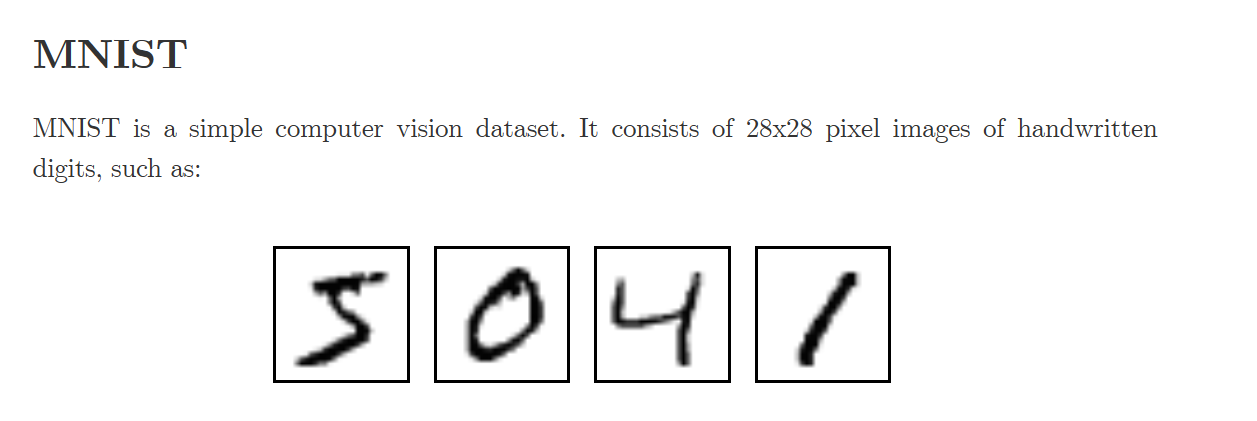 MNIST
MNIST is a simple computer vision dataset. It consists of 28x28 pixel images of handwritten
digits, such as:
5 0 4 1